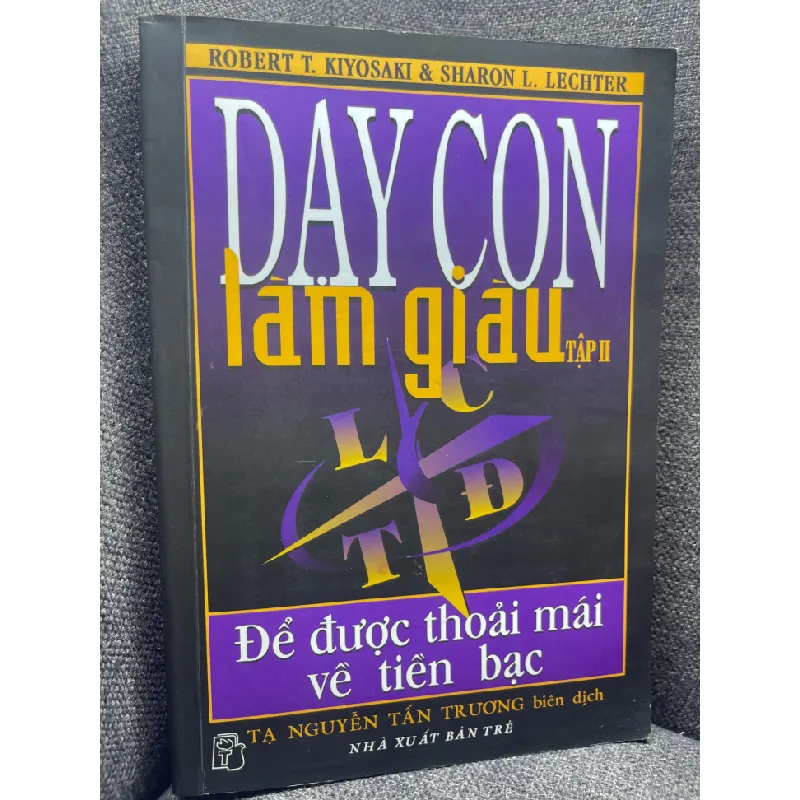 ROBERT T. KIYOSAKI & SHARON L. LECHTER
DẠY CON
làm giàu TẬP II
L C
T Đ
Để được thoải mái
về tiền bạc
TẠ NGUYỄN TẤN TRƯƠNG biên dịch
NHÀ XUẤT BẢN TRẺ